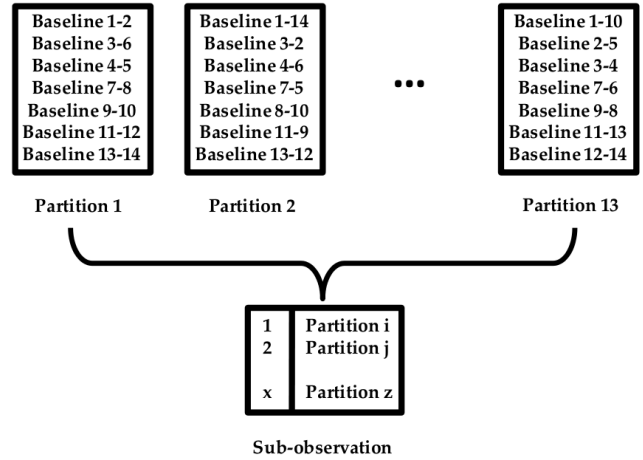 Baseline 1-2
Baseline 3-6
Baseline 4-5
Baseline 7-8
Baseline 9-10
Baseline 11-12
Baseline 13-14
Partition 1
Baseline 1-14
Baseline 3-2
Baseline 4-6
Baseline 7-5
Baseline 8-10
Baseline 11-9
Baseline 13-12
Partition 2
...
Baseline 1-10
Baseline 2-5
Baseline 3-4
Baseline 7-6
Baseline 9-8
Baseline 11-13
Baseline 12-14
Partition 13
1 Partition i
2 Partition j
x Partition z
Sub-observation